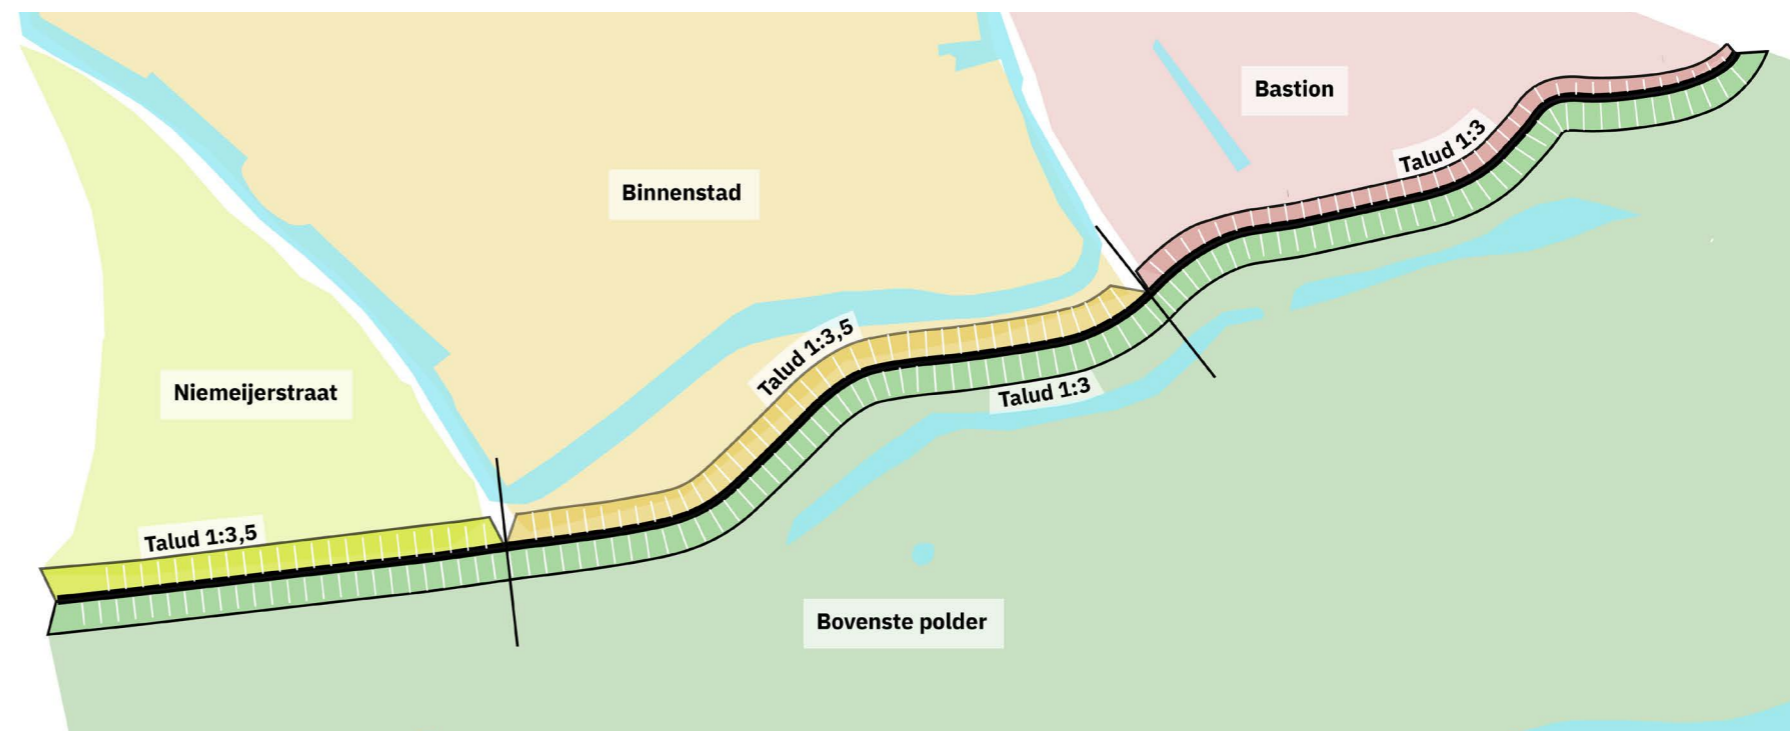 Bastion
Talud 1:3
Binnenstad
Talud 1:3,5
Niemeijerstraat
Talud 1:3
Talud 1:3,5
Bovenste polder